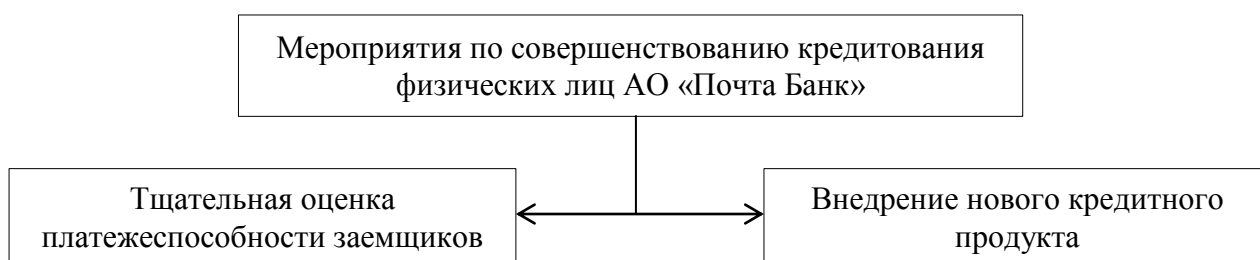 Мероприятия по совершенствованию кредитования
физических лиц АО «Почта Банк»
Тщательная оценка
платежеспособности заемщиков
Внедрение нового кредитного
продукта